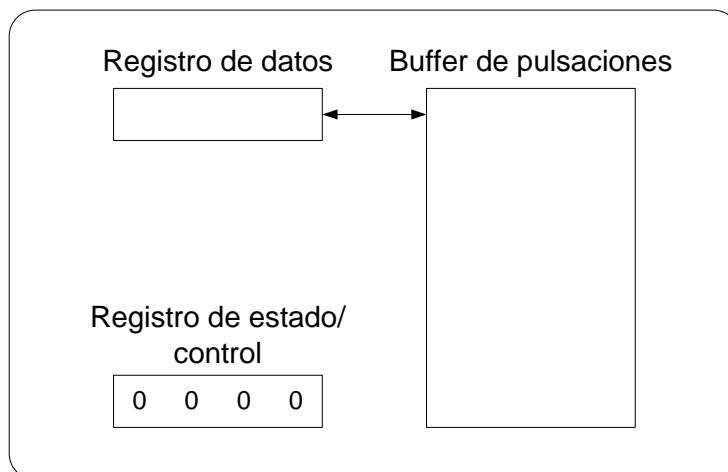 Registro de datos
Buffer de pulsaciones
Registro de estado/
control
0 0 0 0